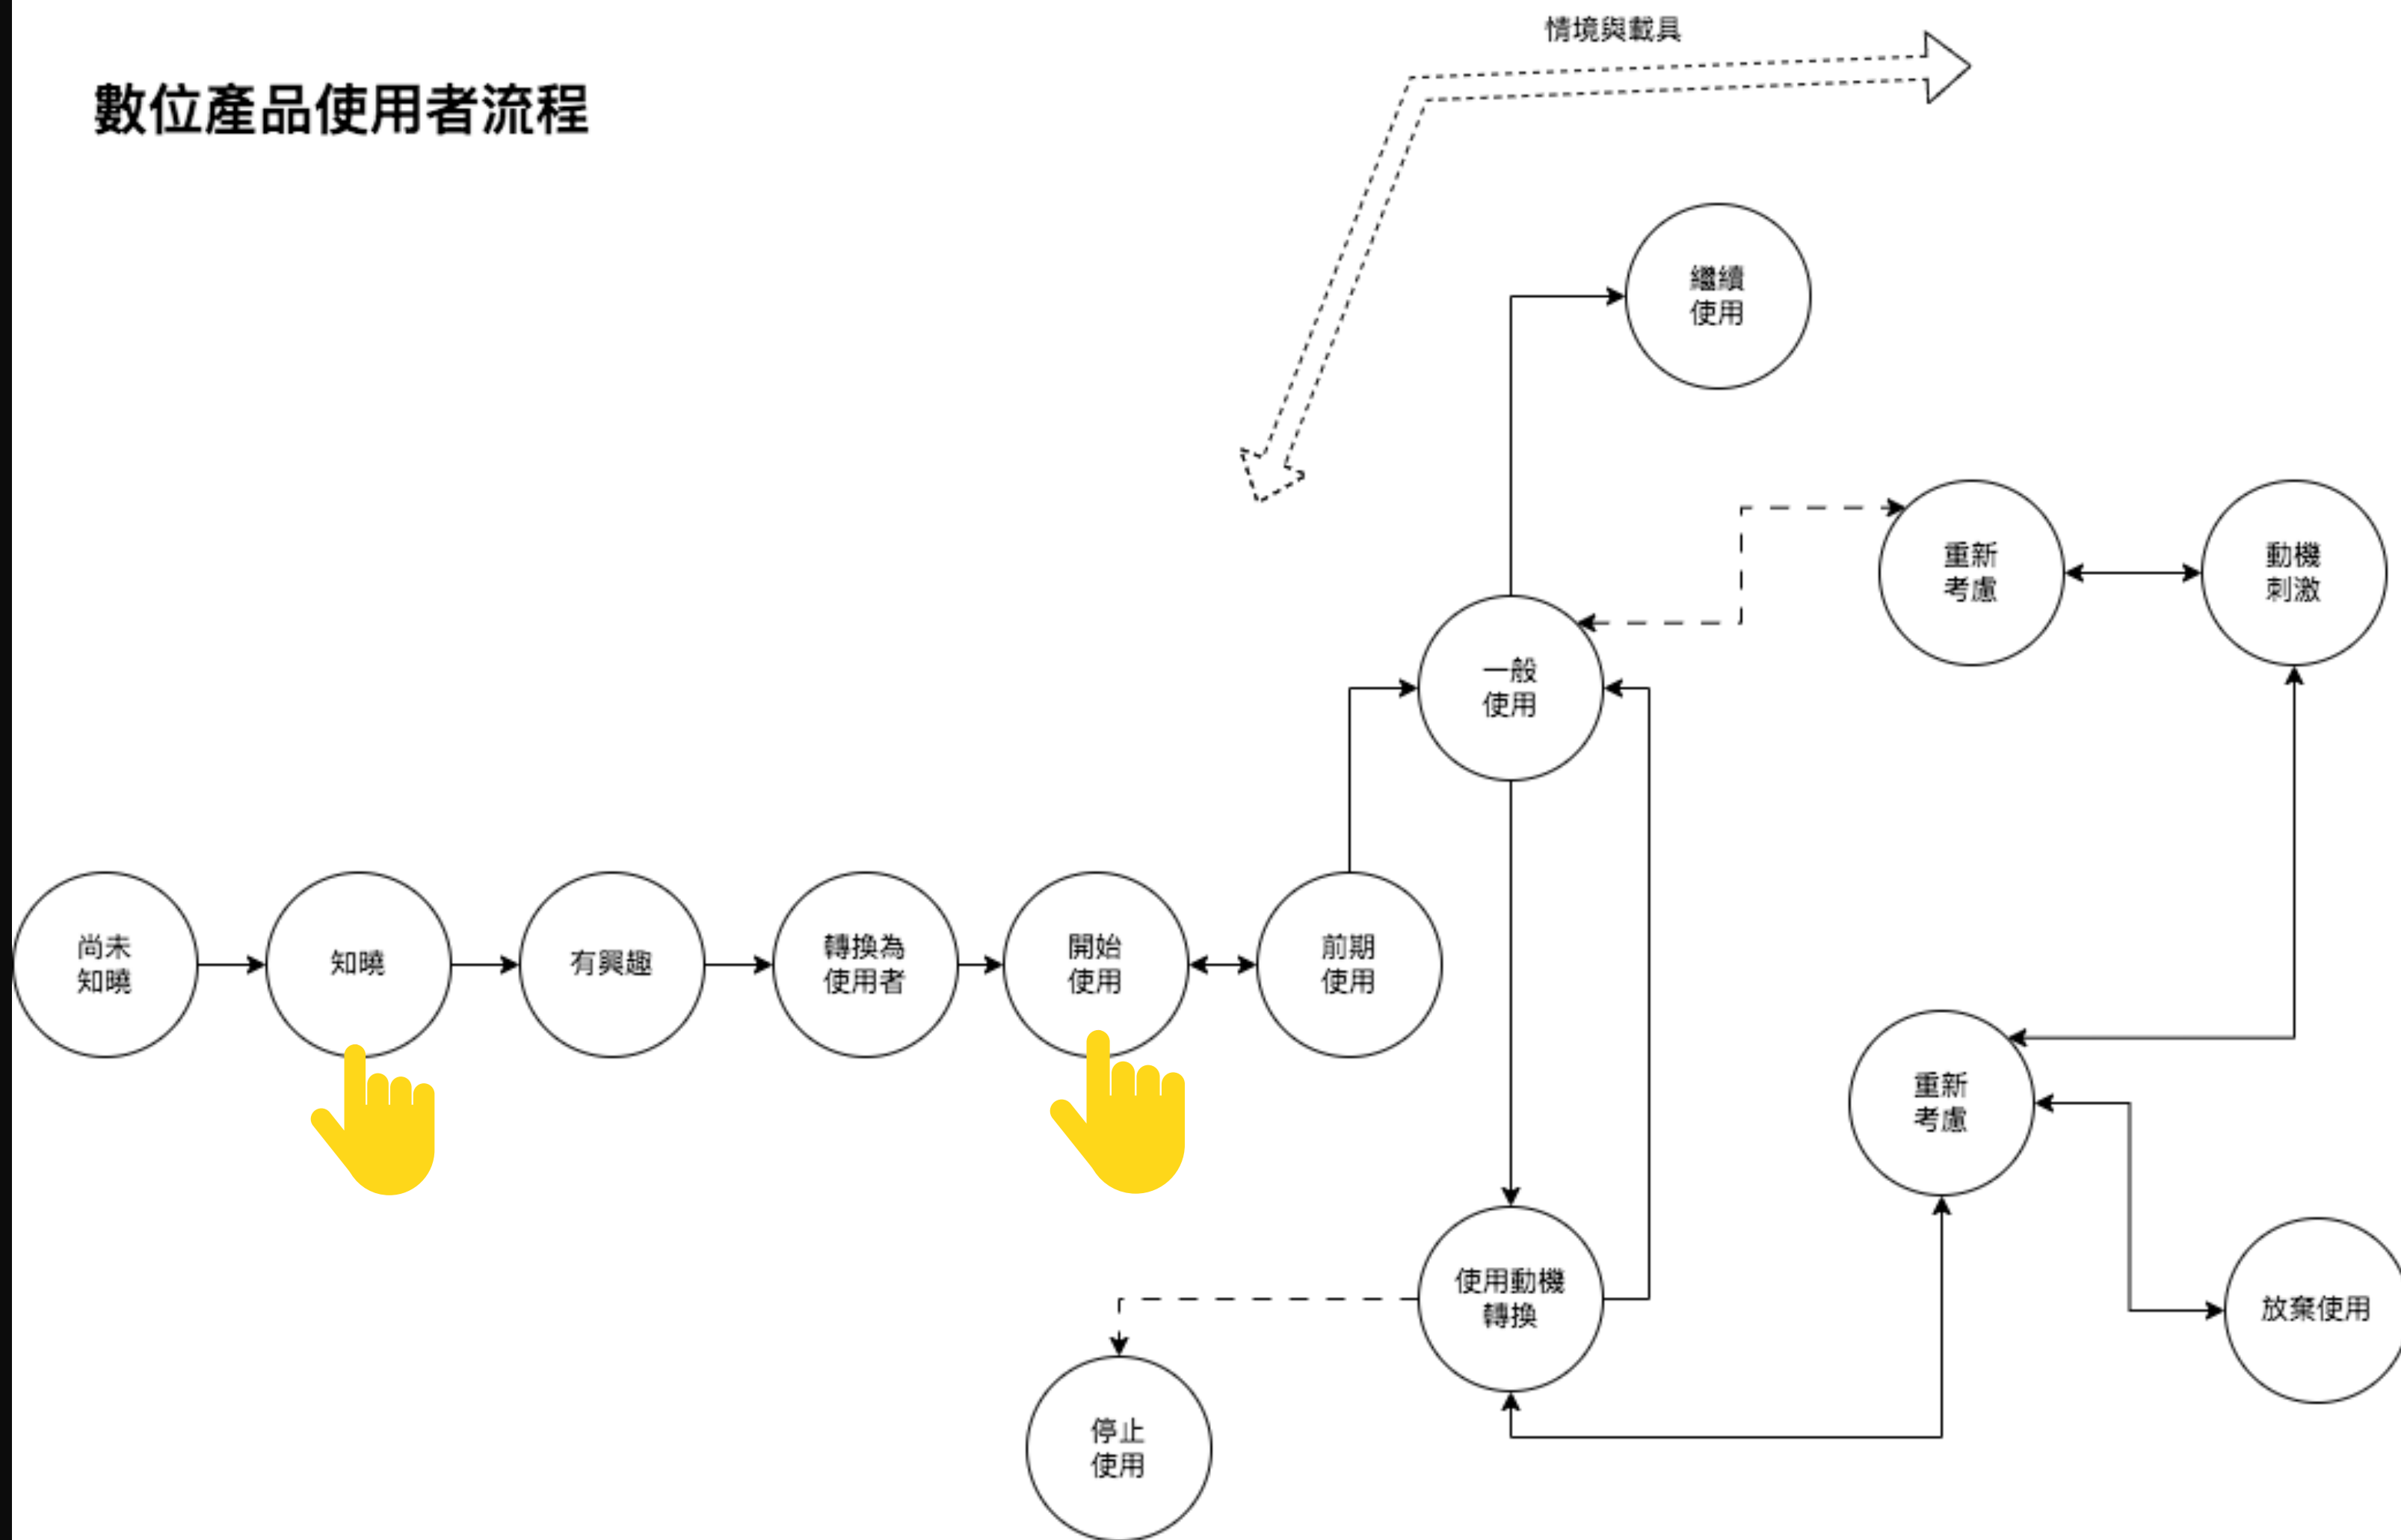 情境與載具
數位產品使用者流程
繼續
使用
重新
考慮
動機
刺激
一般
使用
尚未
知曉
知曉
有興趣
轉換為
使用者
開始
使用
前期
使用
重新
考慮
使用動機
轉換
放棄使用
停止
使用